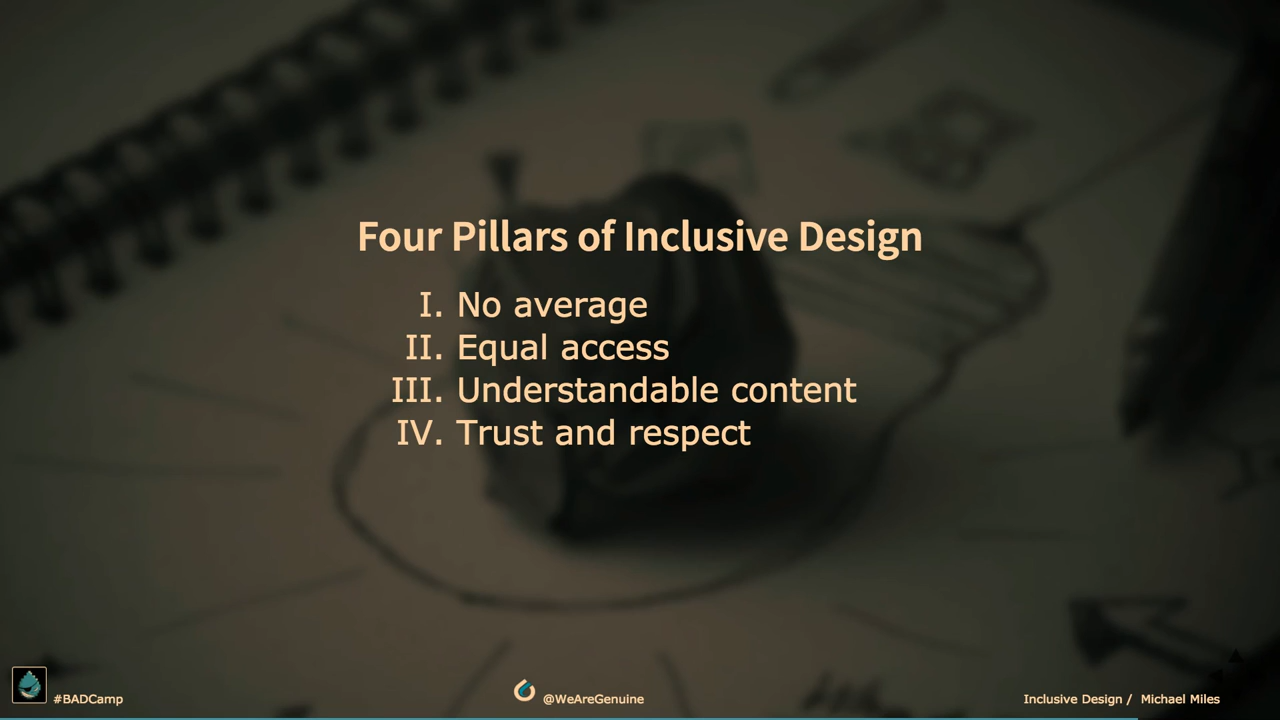 Four Pillars of Inclusive Design
I. No average
II. Equal access
III. Understandable content
IV. Trust and respect
#BADCamp
@WeAreGenuine
Inclusive Design / Michael Miles